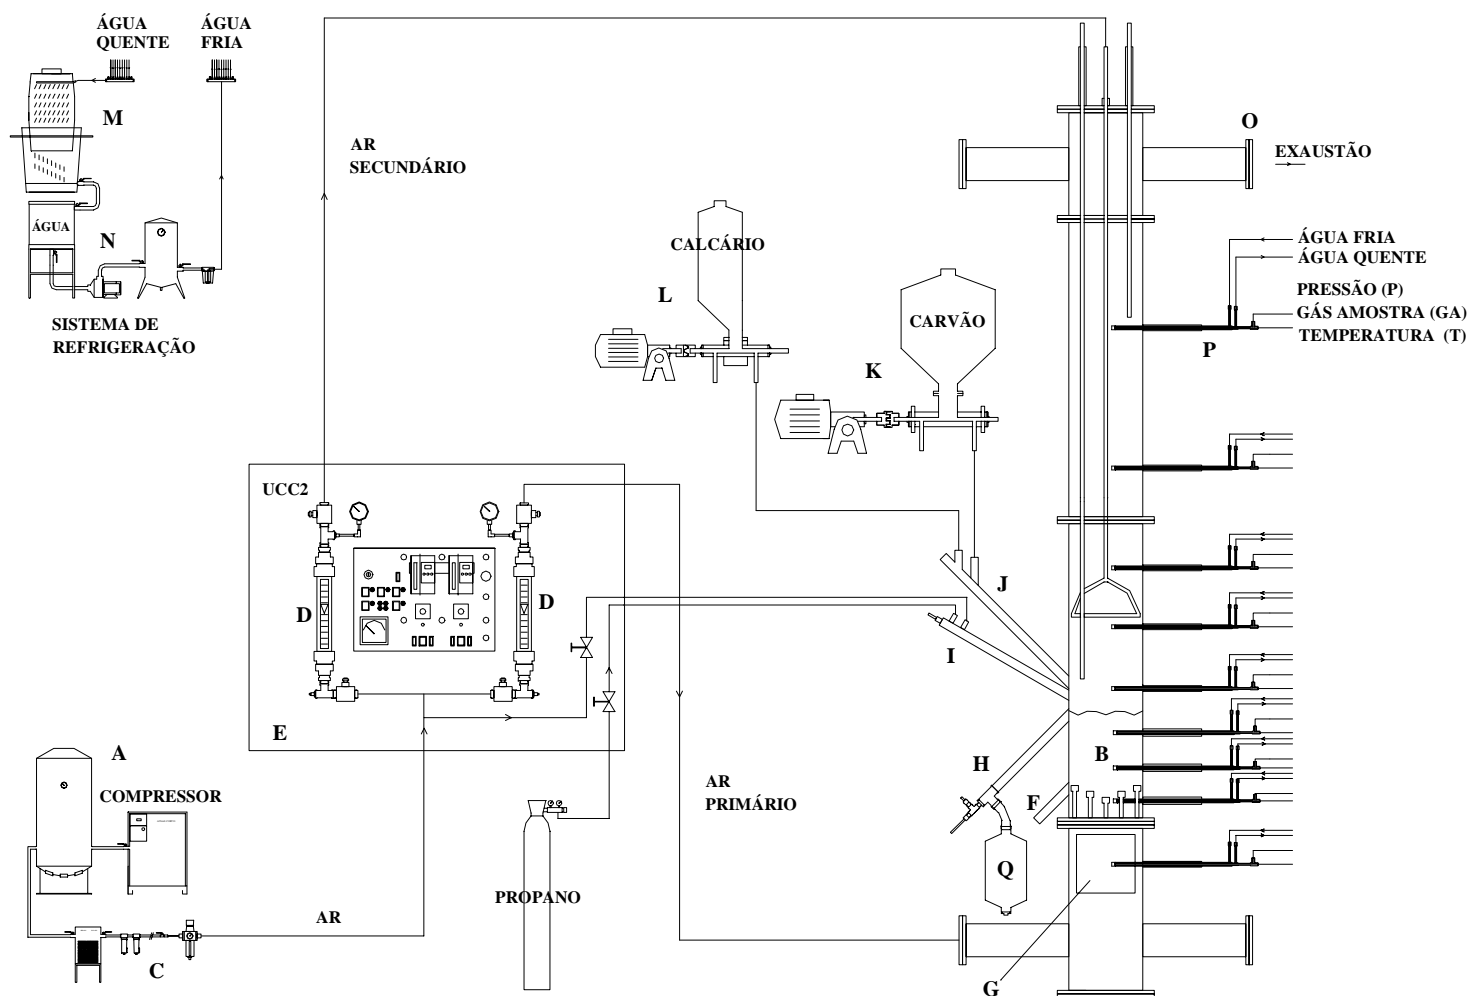 ÁGUA
QUENTE
ÁGUA
FRIA
M
ÁGUA
N
SISTEMA DE
REFRIGERAÇÃO
AR
SECUNDÁRIO
O
EXAUSTÃO
CALCÁRIO
L
CARVÃO
K
ÁGUA FRIA
ÁGUA QUENTE
PRESSÃO (P)
GÁS AMOSTRA (GA)
TEMPERATURA (T)
P
UCC2
D
D
E
J
I
A
COMPRESSOR
AR
PRIMÁRIO
H
B
F
Q
PROPANO
AR
C
G